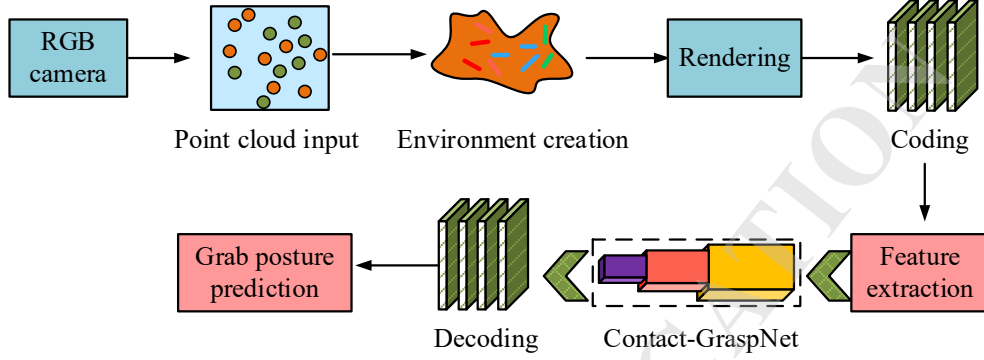 RGB
camera
Point cloud input
Environment creation
Rendering
Coding
Grab posture
prediction
Decoding
Contact-GraspNet
Feature
extraction